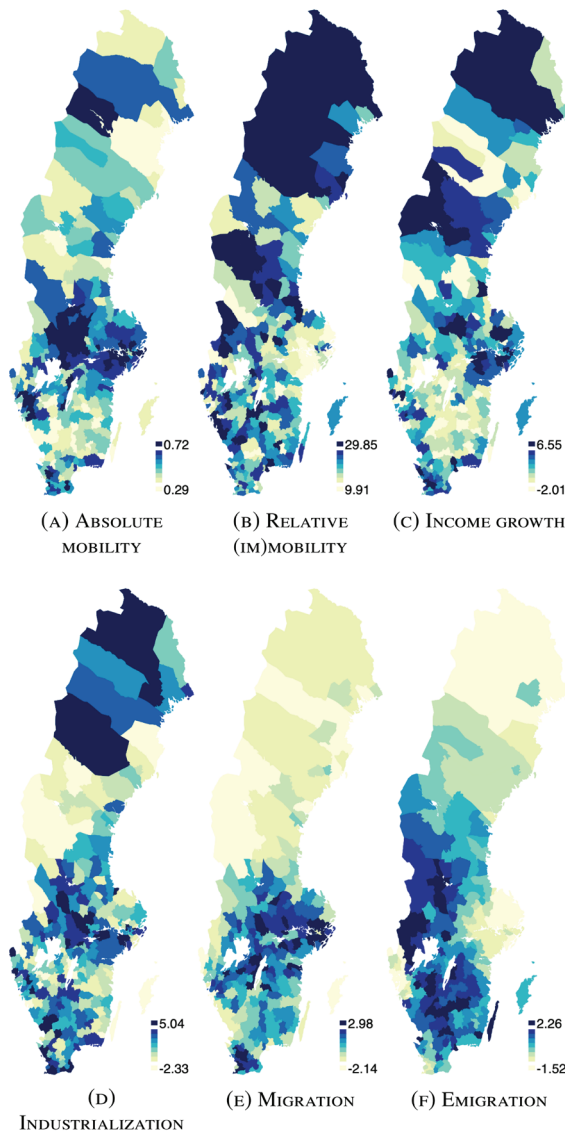 0.72
0.29
(A) ABSOLUTE
MOBILITY
29.85
9.91
(B) RELATIVE
(IM)MOBILITY
6.55
-2.01
(C) INCOME GROWTH
5.04
-2.33
(D)
INDUSTRIALIZATION
2.98
-2.14
(E) MIGRATION
2.26
-1.52
(F) EMIGRATION